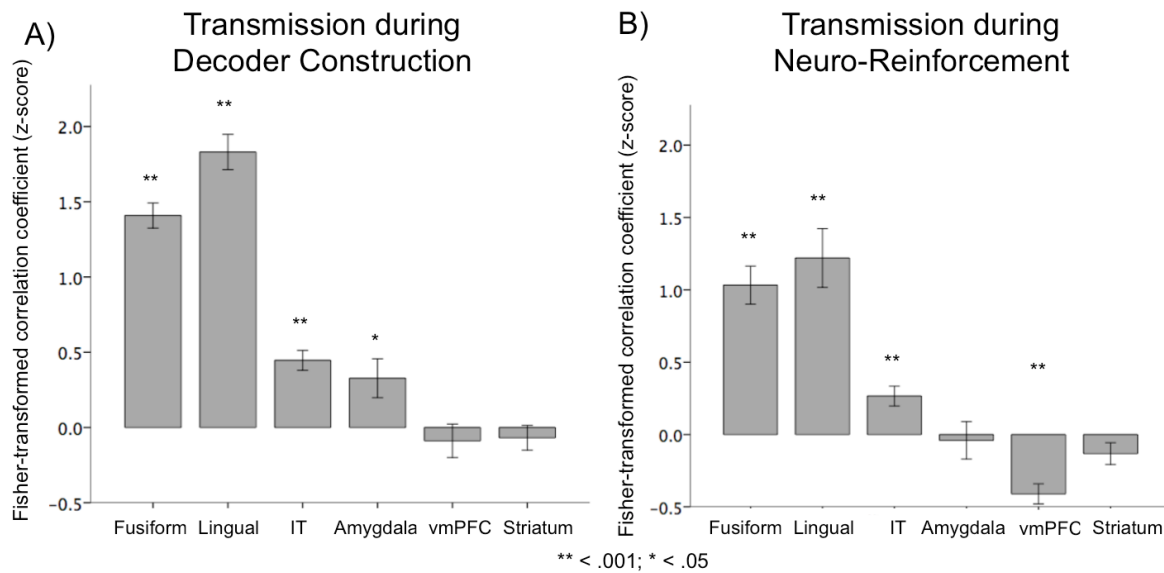 A)
Transmission during
Decoder Construction
Fisher-transformed correlation coefficient (z-score)
2.0
1.5
1.0
0.5
0.0
−0.5
**
**
**
*
Fusiform Lingual IT Amygdala vmPFC Striatum
B)
Transmission during
Neuro-Reinforcement
Fisher-transformed correlation coefficient (z-score)
2.0
1.5
1.0
0.5
0.0
−0.5
**
**
**
**
Fusiform Lingual IT Amygdala vmPFC Striatum
** < .001; * < .05